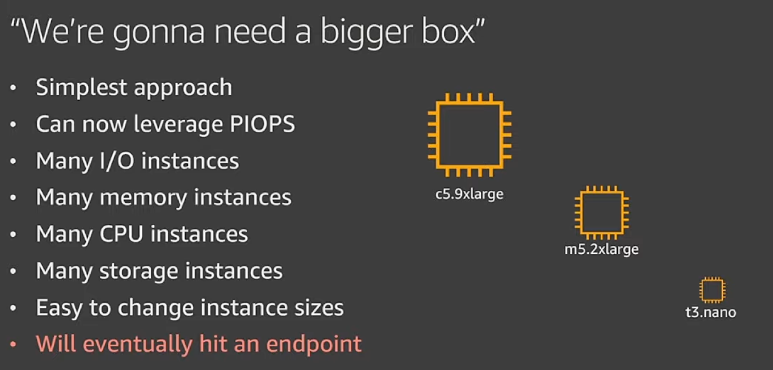 “We're gonna need a bigger box”
• Simplest approach
• Can now leverage PIOPS
• Many I/O instances
• Many memory instances
• Many CPU instances
• Many storage instances
• Easy to change instance sizes
• Will eventually hit an endpoint
c5.9xlarge
m5.2xlarge
t3.nano